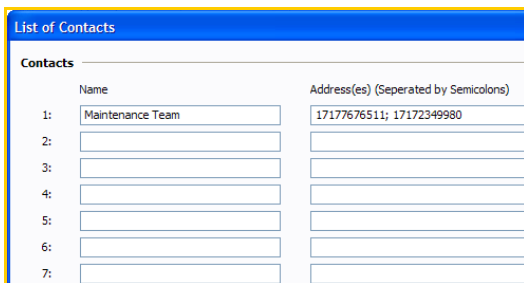 List of Contacts
Contacts
Name Address(es) (Seperated by Semicolons)
1: Maintenance Team 17177676511; 17172349980
2:
3:
4:
5:
6:
7: